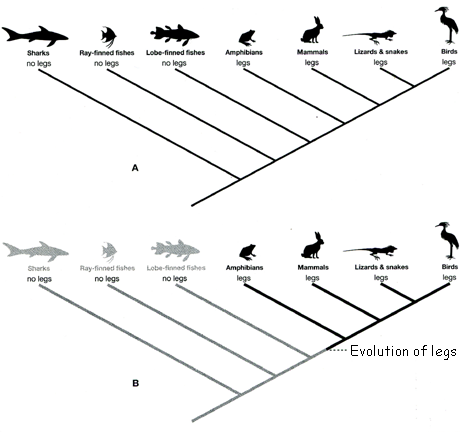 Sharks Ray-finned fishes Lobe-finned fishes Amphibians Mammals Lizards & snakes Birds
no legs no legs no legs legs legs legs legs
A
Sharks Ray-finned fishes Lobe-finned fishes Amphibians Mammals Lizards & snakes Birds
no legs no legs no legs legs legs legs legs
Evolution of legs
B